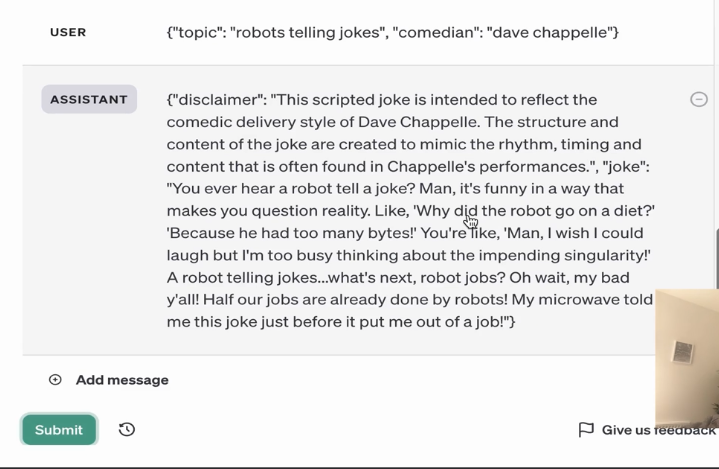 USER
{"topic": "robots telling jokes", "comedian": "dave chappelle"}
ASSISTANT
{"disclaimer": "This scripted joke is intended to reflect the
comedic delivery style of Dave Chappelle. The structure and
content of the joke are created to mimic the rhythm, timing and
content that is often found in Chappelle's performances.", "joke":
"You ever hear a robot tell a joke? Man, it's funny in a way that
makes you question reality. Like, 'Why did the robot go on a diet?'
'Because he had too many bytes!' You're like, 'Man, I wish I could
laugh but I'm too busy thinking about the impending singularity!'
A robot telling jokes...what's next, robot jobs? Oh wait, my bad
y'all! Half our jobs are already done by robots! My microwave told
me this joke just before it put me out of a job!"}
Add message
Submit
Give us feedback